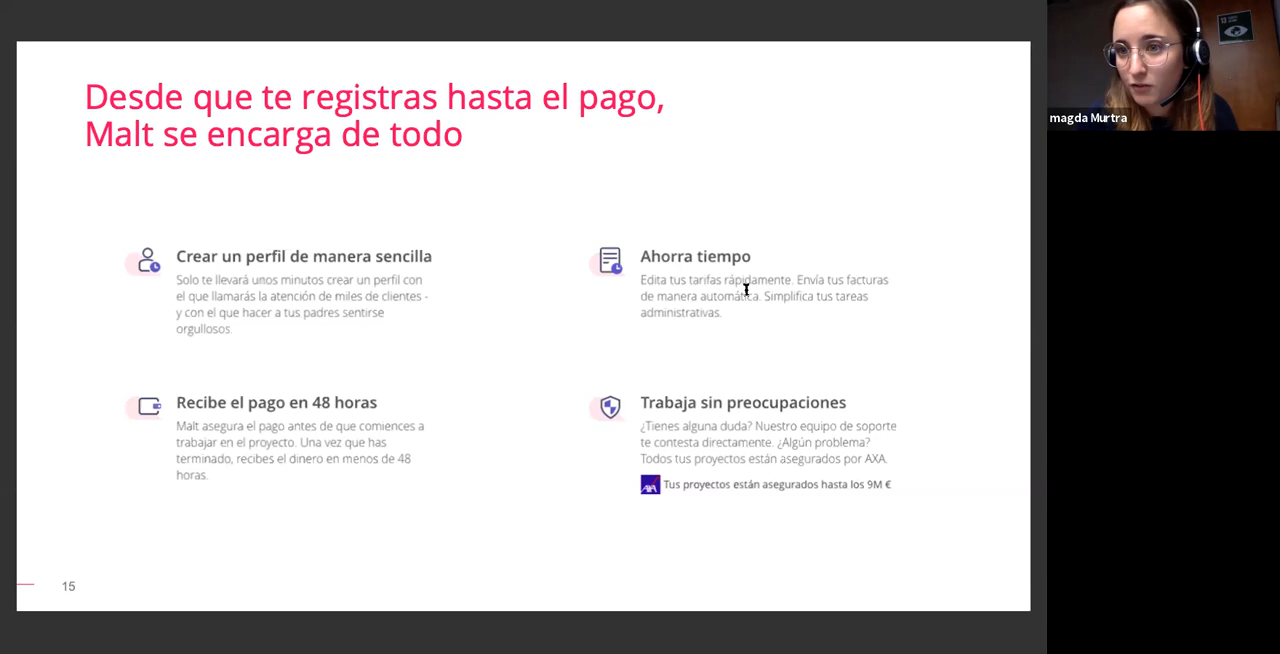 Desde que te registras hasta el pago,
Malt se encarga de todo
magda Murtra
Crear un perfil de manera sencilla
Solo te llevará unos minutos crear un perfil con
el que llamarás la atención de miles de clientes -
y con el que hacer a tus padres sentirse
orgullosos.
Ahorra tiempo
Edita tus tarifas rápidamente. Envía tus facturas
de manera automática. Simplifica tus tareas
administrativas.
Recibe el pago en 48 horas
Malt asegura el pago antes de que comiences a
trabajar en el proyecto. Una vez que has
terminado, recibes el dinero en menos de 48
horas.
Trabaja sin preocupaciones
¿Tienes alguna duda? Nuestro equipo de soporte
te contesta directamente. ¿Algún problema?
Todos tus proyectos están asegurados por AXA.
AXA Tus proyectos están asegurados hasta los 9M €
15